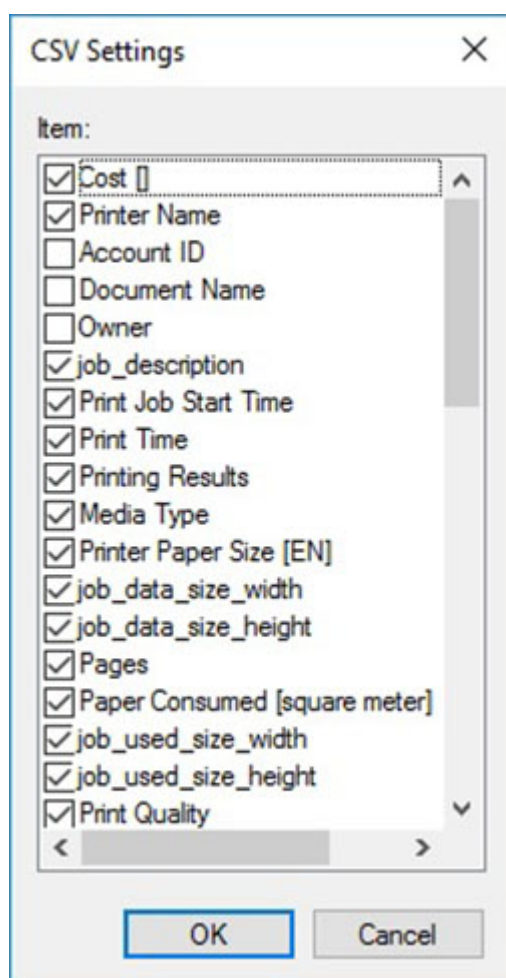 CSV Settings
Item:
Cost []
Printer Name
Account ID
Document Name
Owner
job_description
Print Job Start Time
Print Time
Printing Results
Media Type
Printer Paper Size [EN]
job_data_size_width
job_data_size_height
Pages
Paper Consumed [square meter]
job_used_size_width
job_used_size_height
Print Quality
OK
Cancel